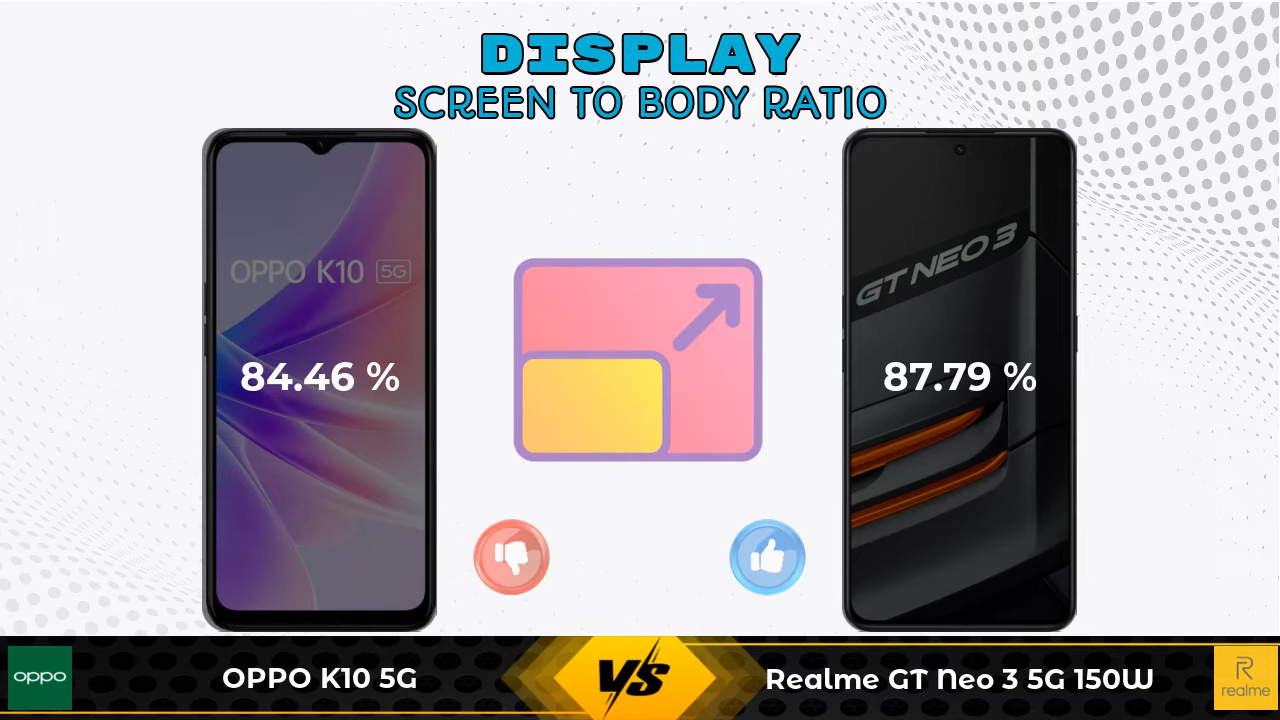 DISPLAY
SCREEN TO BODY RATIO
OPPO K10 5G
84.46 %
GT NEO 3
87.79 %
oppo
OPPO K10 5G
VS
Realme GT Neo 3 5G 150W
R
realme